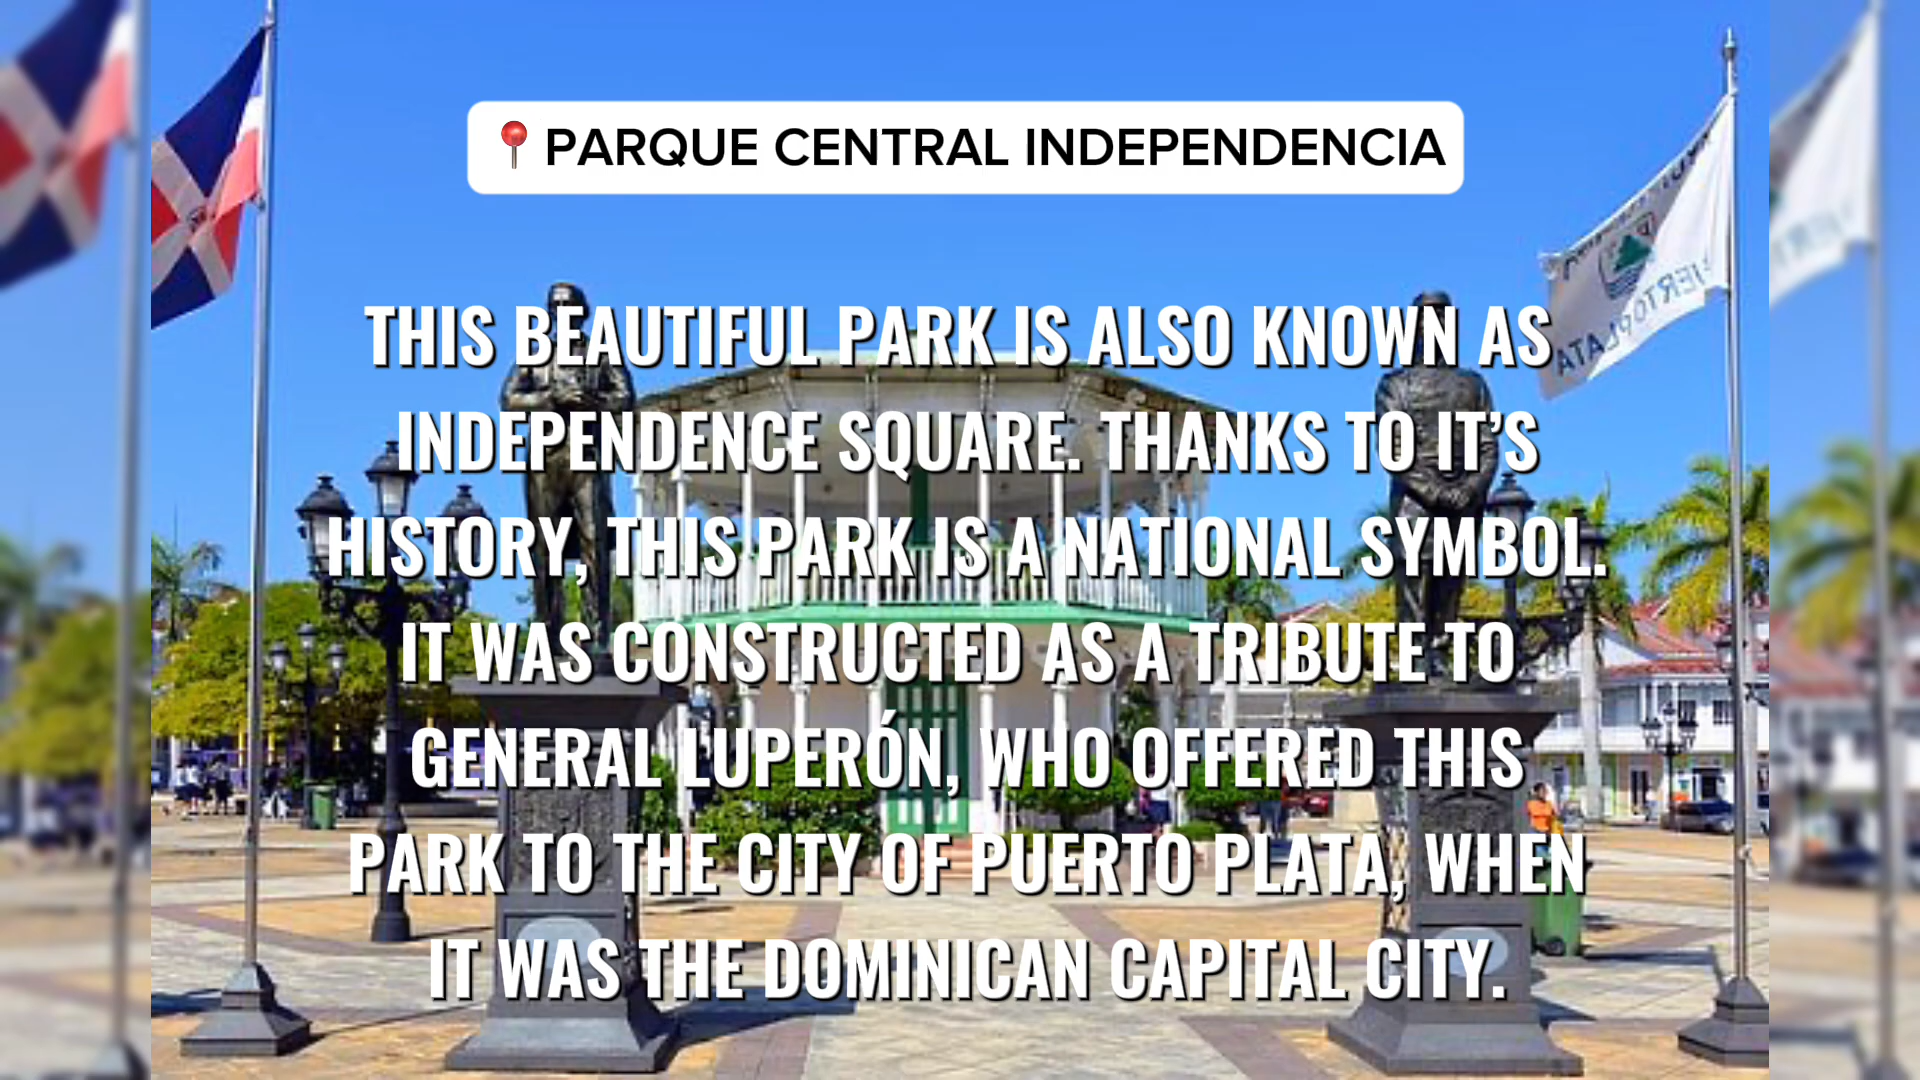 📍PARQUE CENTRAL INDEPENDENCIA
THIS BEAUTIFUL PARK IS ALSO KNOWN AS
INDEPENDENCE SQUARE. THANKS TO IT’S
HISTORY, THIS PARK IS A NATIONAL SYMBOL.
IT WAS CONSTRUCTED AS A TRIBUTE TO
GENERAL LUPERÓN, WHO OFFERED THIS
PARK TO THE CITY OF PUERTO PLATA, WHEN
IT WAS THE DOMINICAN CAPITAL CITY.
PUERTO PLATA